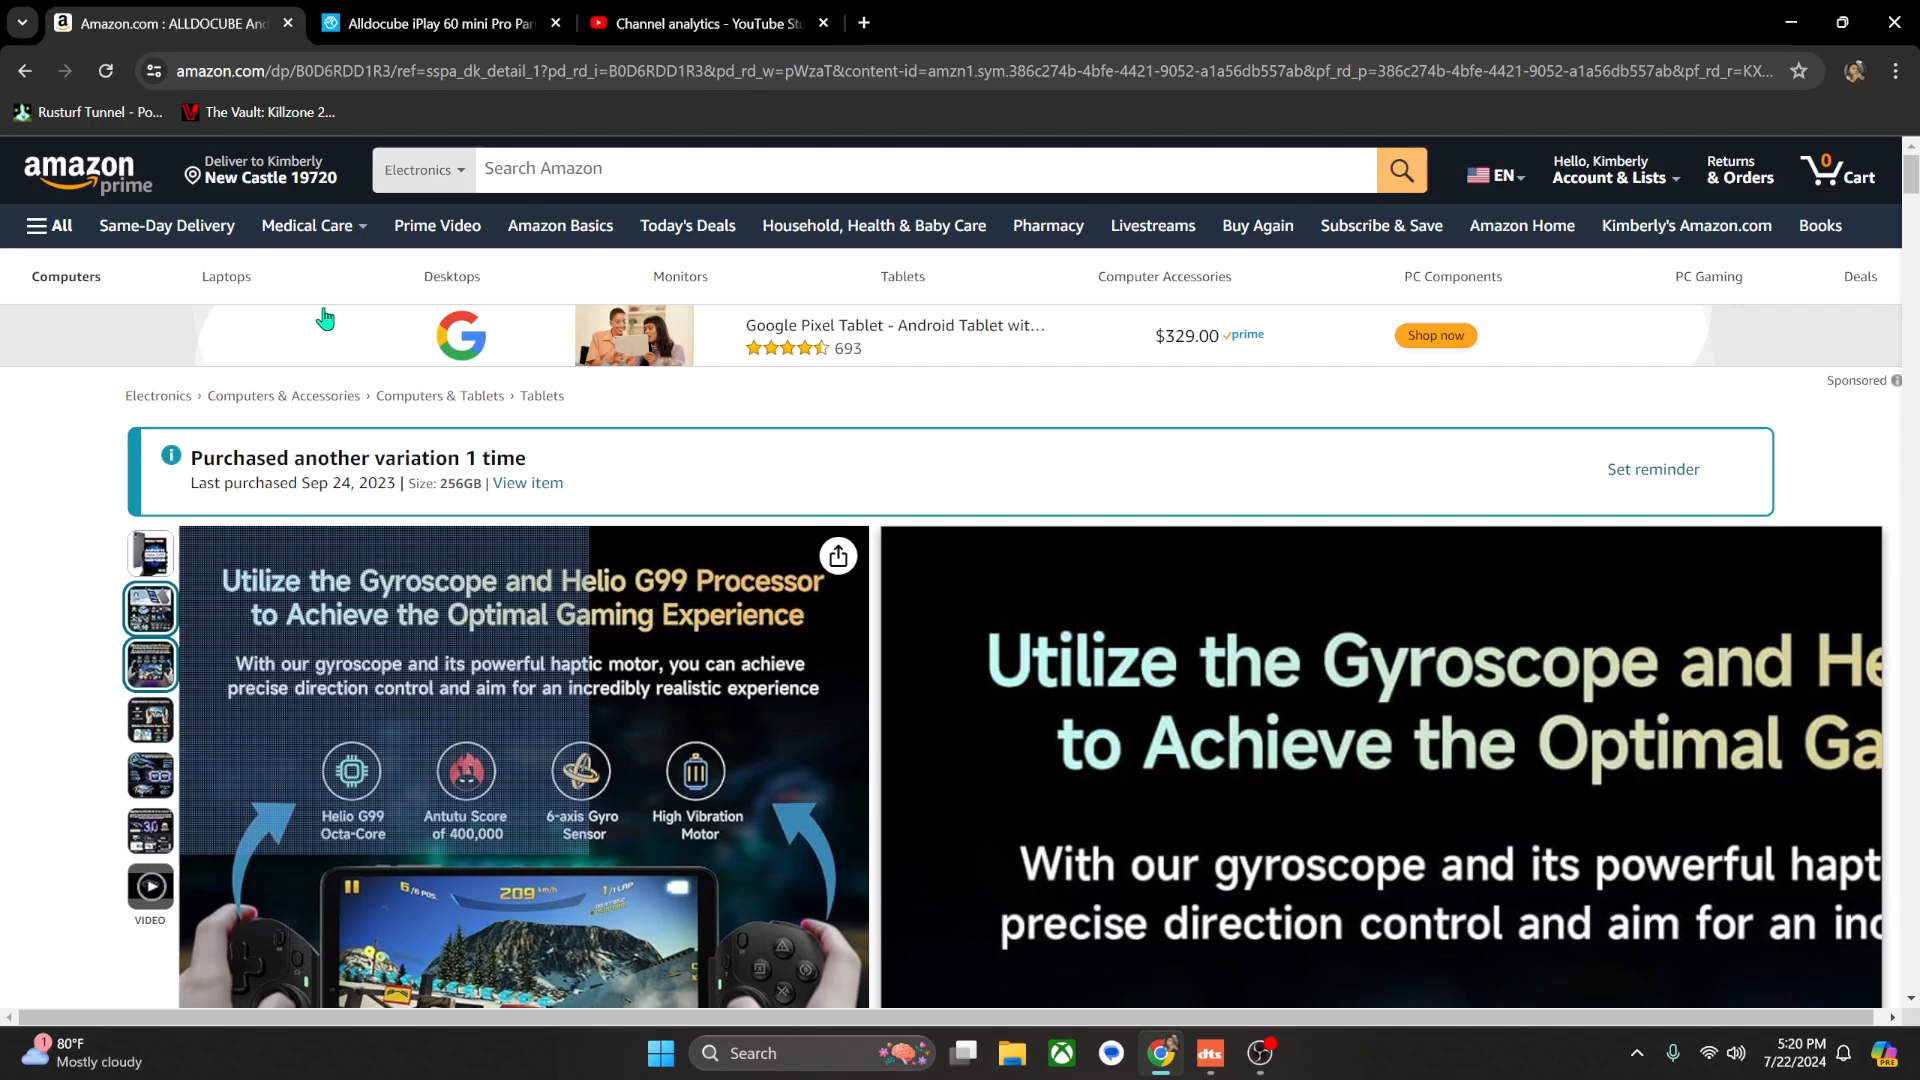 Amazon.com : ALLDOCUBE And
Alldocube iPlay 60 mini Pro Par
Channel analytics - YouTube Stu
amazon.com/dp/B0D6RDD1R3/ref=sspa_dk_detail_1?pd_rd_i=B0D6RDD1R3&pd_rd_w=pWzaT&content-id=amzn1.sym.386c274b-4bfe-4421-9052-a1a56db557ab&pf_rd_p=386c274b-4bfe-4421-9052-a1a56db557ab&pf_rd_r=KX...
Rusturf Tunnel - Po...
The Vault: Killzone 2...
amazon prime
Deliver to Kimberly
New Castle 19720
Electronics
Search Amazon
EN
Hello, Kimberly
Account & Lists
Returns
& Orders
0
Cart
All
Same-Day Delivery
Medical Care
Prime Video
Amazon Basics
Today's Deals
Household, Health & Baby Care
Pharmacy
Livestreams
Buy Again
Subscribe & Save
Amazon Home
Kimberly's Amazon.com
Books
Computers
Laptops
Desktops
Monitors
Tablets
Computer Accessories
PC Components
PC Gaming
Deals
Google Pixel Tablet - Android Tablet wit...
693
$329.00 prime
Shop now
Sponsored
Electronics › Computers & Accessories › Computers & Tablets › Tablets
Purchased another variation 1 time
Last purchased Sep 24, 2023 | Size: 256GB | View item
Set reminder
Utilize the Gyroscope and Helio G99 Processor
to Achieve the Optimal Gaming Experience
With our gyroscope and its powerful haptic motor, you can achieve
precise direction control and aim for an incredibly realistic experience
Helio G99
Octa-Core
Antutu Score
of 400,000
6-axis Gyro
Sensor
High Vibration
Motor
6/6 POS.
209 km/h
1/1 LAP
VIDEO
Utilize the Gyroscope and He
to Achieve the Optimal Ga
With our gyroscope and its powerful hapt
precise direction control and aim for an inc
1
80°F
Mostly cloudy
Search
dts
5:20 PM
7/22/2024
PRE